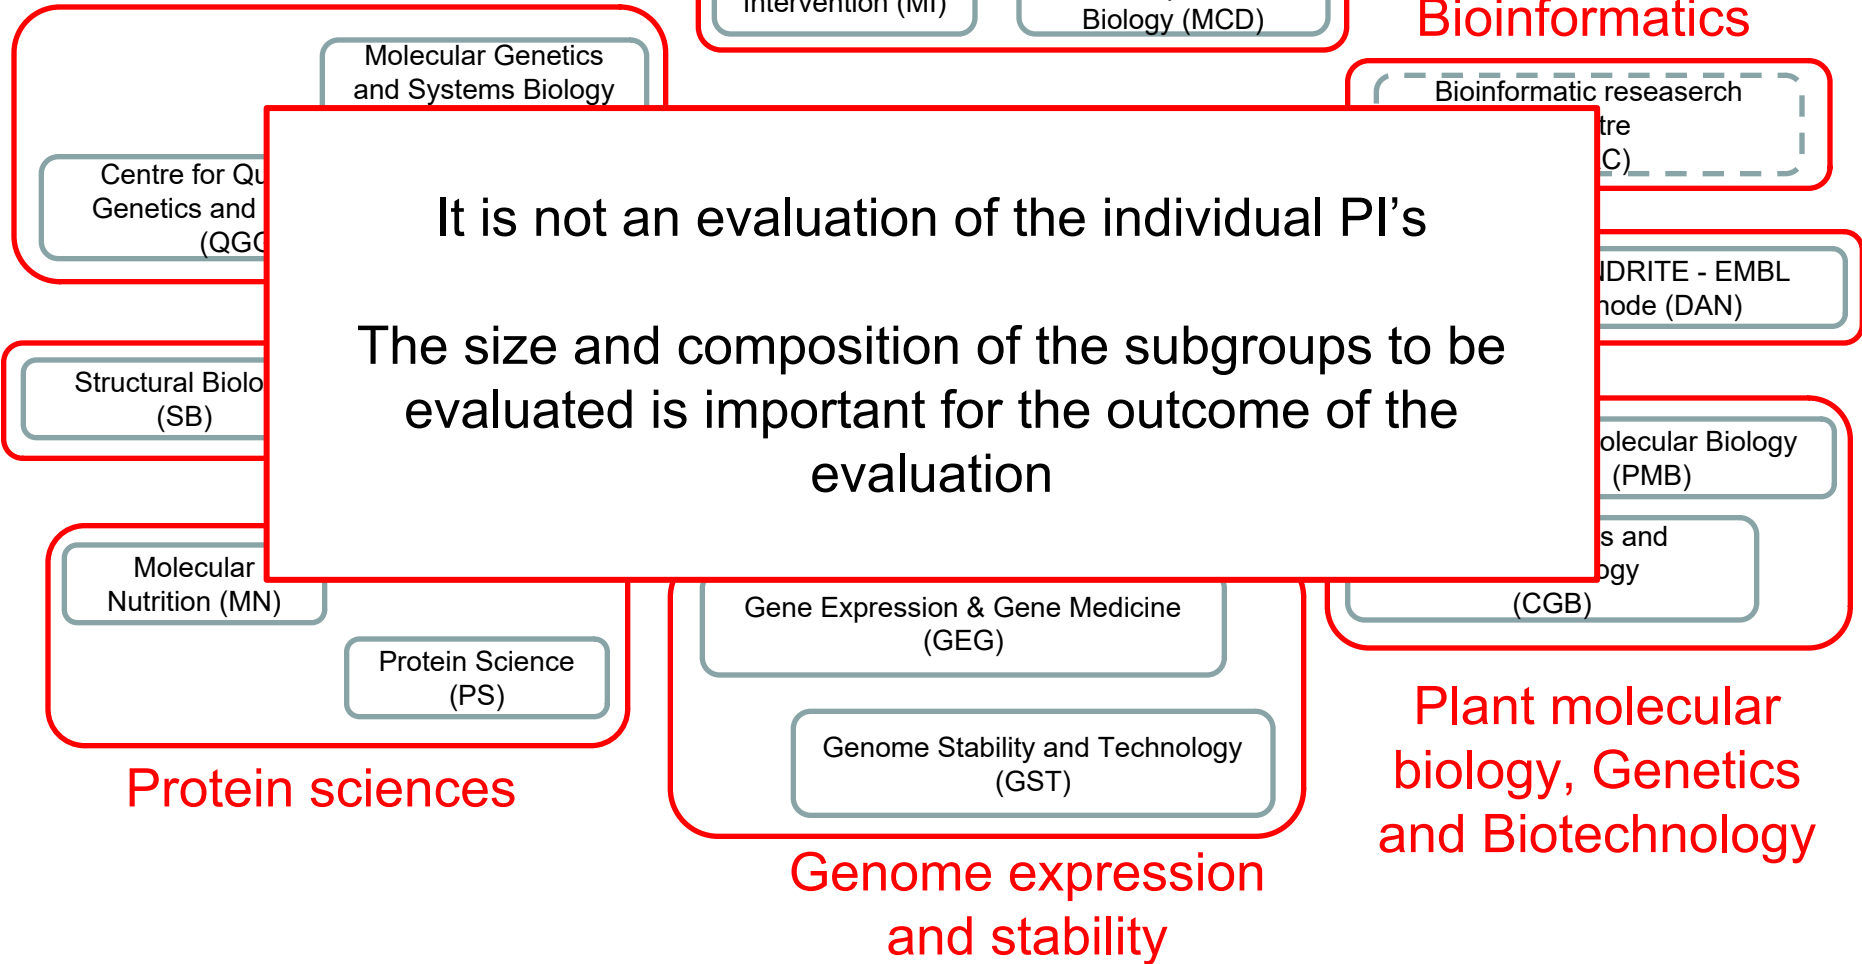 Intervention (MI)
Biology (MCD)
Bioinformatics
Molecular Genetics
and Systems Biology
Bioinformatic reseaserch
tre
C)
Centre for Qu
Genetics and
(QGG
It is not an evaluation of the individual PI’s
The size and composition of the subgroups to be
evaluated is important for the outcome of the
evaluation
NDRITE - EMBL
node (DAN)
Structural Biolo
(SB)
olecular Biology
(PMB)
s and
ogy
(CGB)
Molecular
Nutrition (MN)
Protein Science
(PS)
Protein sciences
Gene Expression & Gene Medicine
(GEG)
Genome Stability and Technology
(GST)
Genome expression
and stability
Plant molecular
biology, Genetics
and Biotechnology